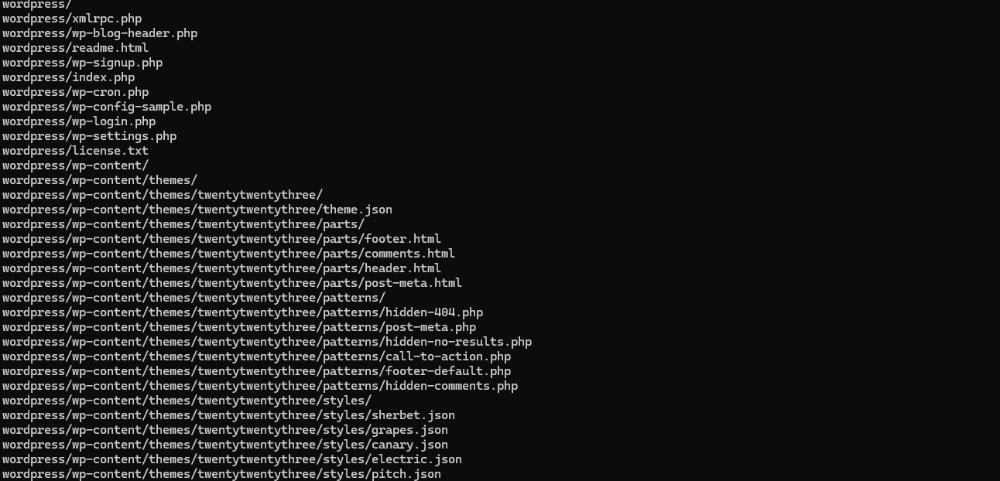 wordpress/
wordpress/xmlrpc.php
wordpress/wp-blog-header.php
wordpress/readme.html
wordpress/wp-signup.php
wordpress/index.php
wordpress/wp-cron.php
wordpress/wp-config-sample.php
wordpress/wp-login.php
wordpress/wp-settings.php
wordpress/license.txt
wordpress/wp-content/
wordpress/wp-content/themes/
wordpress/wp-content/themes/twentytwentythree/
wordpress/wp-content/themes/twentytwentythree/theme.json
wordpress/wp-content/themes/twentytwentythree/parts/
wordpress/wp-content/themes/twentytwentythree/parts/footer.html
wordpress/wp-content/themes/twentytwentythree/parts/comments.html
wordpress/wp-content/themes/twentytwentythree/parts/header.html
wordpress/wp-content/themes/twentytwentythree/parts/post-meta.html
wordpress/wp-content/themes/twentytwentythree/patterns/
wordpress/wp-content/themes/twentytwentythree/patterns/hidden-404.php
wordpress/wp-content/themes/twentytwentythree/patterns/post-meta.php
wordpress/wp-content/themes/twentytwentythree/patterns/hidden-no-results.php
wordpress/wp-content/themes/twentytwentythree/patterns/call-to-action.php
wordpress/wp-content/themes/twentytwentythree/patterns/footer-default.php
wordpress/wp-content/themes/twentytwentythree/patterns/hidden-comments.php
wordpress/wp-content/themes/twentytwentythree/styles/
wordpress/wp-content/themes/twentytwentythree/styles/sherbet.json
wordpress/wp-content/themes/twentytwentythree/styles/grapes.json
wordpress/wp-content/themes/twentytwentythree/styles/canary.json
wordpress/wp-content/themes/twentytwentythree/styles/electric.json
wordpress/wp-content/themes/twentytwentythree/styles/pitch.json